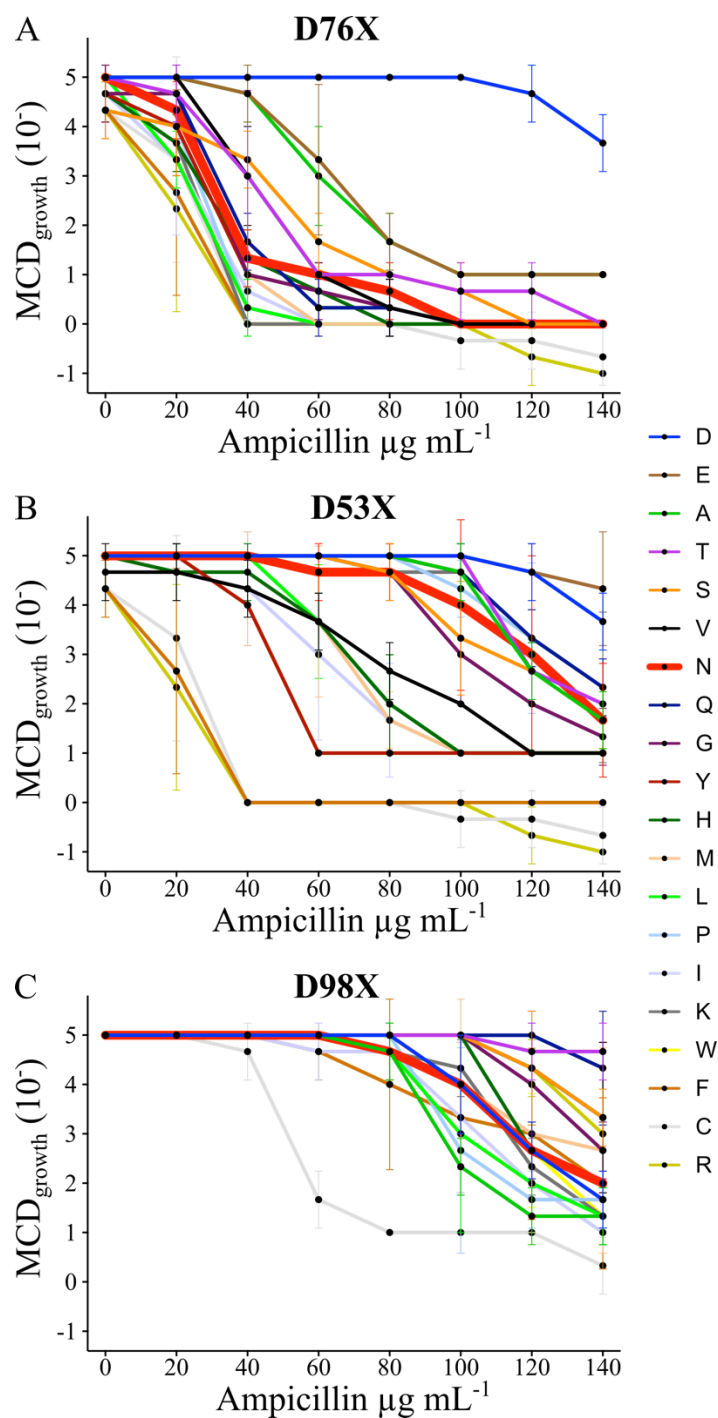 A
D76X
MCDgrowth (10-)
5
4
3
2
1
0
-1
0 20 40 60 80 100 120 140
Ampicillin µg mL-1
B
D53X
MCDgrowth (10-)
5
4
3
2
1
0
-1
0 20 40 60 80 100 120 140
Ampicillin µg mL-1
C
D98X
MCDgrowth (10-)
5
4
3
2
1
0
-1
0 20 40 60 80 100 120 140
Ampicillin µg mL-1
D
E
A
T
S
V
N
Q
G
Y
H
M
L
P
I
K
W
F
C
R